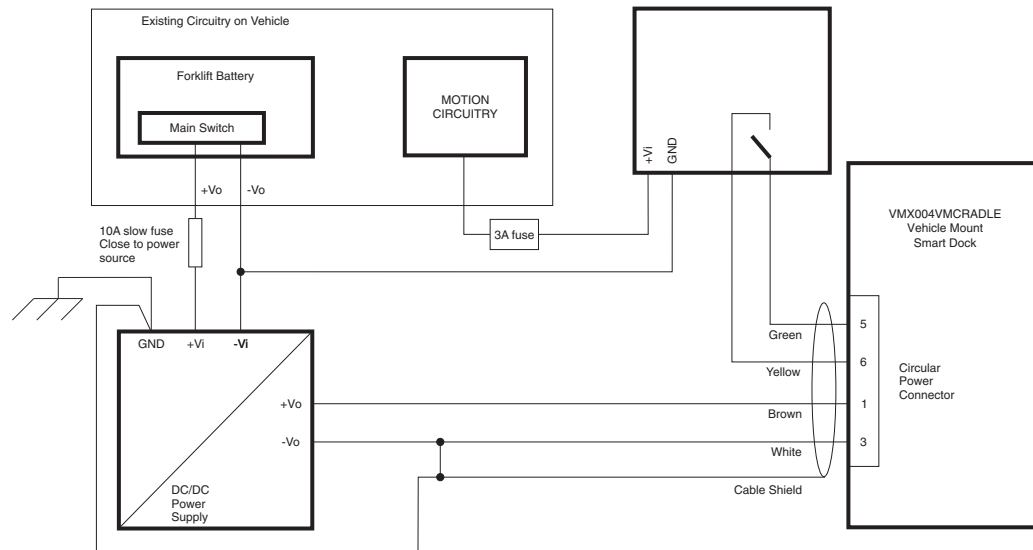 Existing Circuitry on Vehicle
Forklift Battery
Main Switch
MOTION
CIRCUITRY
+Vo
-Vo
10A slow fuse
Close to power
source
3A fuse
+Vi
GND
VMX004VMCRADLE
Vehicle Mount
Smart Dock
GND
+Vi
-Vi
+Vo
-Vo
DC/DC
Power
Supply
Green
Yellow
Brown
White
Cable Shield
5
6
1
3
Circular
Power
Connector